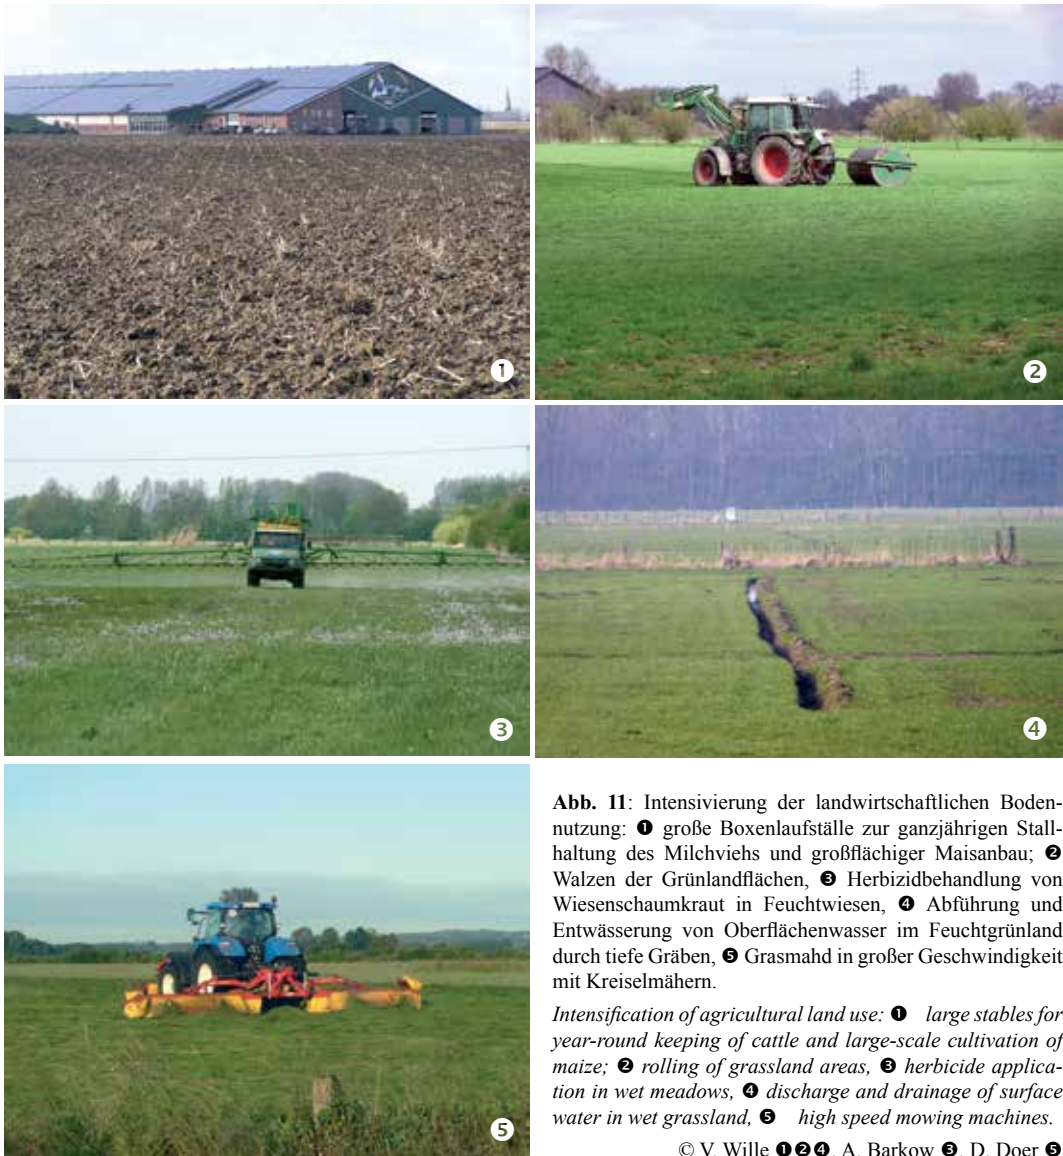 ❶
❷
❸
❹
❺
Abb. 11: Intensivierung der landwirtschaftlichen Boden-
nutzung: ❶ große Boxenlaufställe zur ganzjährigen Stall-
haltung des Milchviehs und großflächiger Maisanbau; ❷
Walzen der Grünlandflächen, ❸ Herbizidbehandlung von
Wiesenschaumkraut in Feuchtwiesen, ❹ Abführung und
Entwässerung von Oberflächenwasser im Feuchtgrünland
durch tiefe Gräben, ❺ Grasmahd in großer Geschwindigkeit
mit Kreiselmähern.
Intensification of agricultural land use: ❶ large stables for
year-round keeping of cattle and large-scale cultivation of
maize; ❷ rolling of grassland areas, ❸ herbicide applica-
tion in wet meadows, ❹ discharge and drainage of surface
water in wet grassland, ❺ high speed mowing machines.
© V. Wille ❶❷❹, A. Barkow ❸, D. Doer ❺